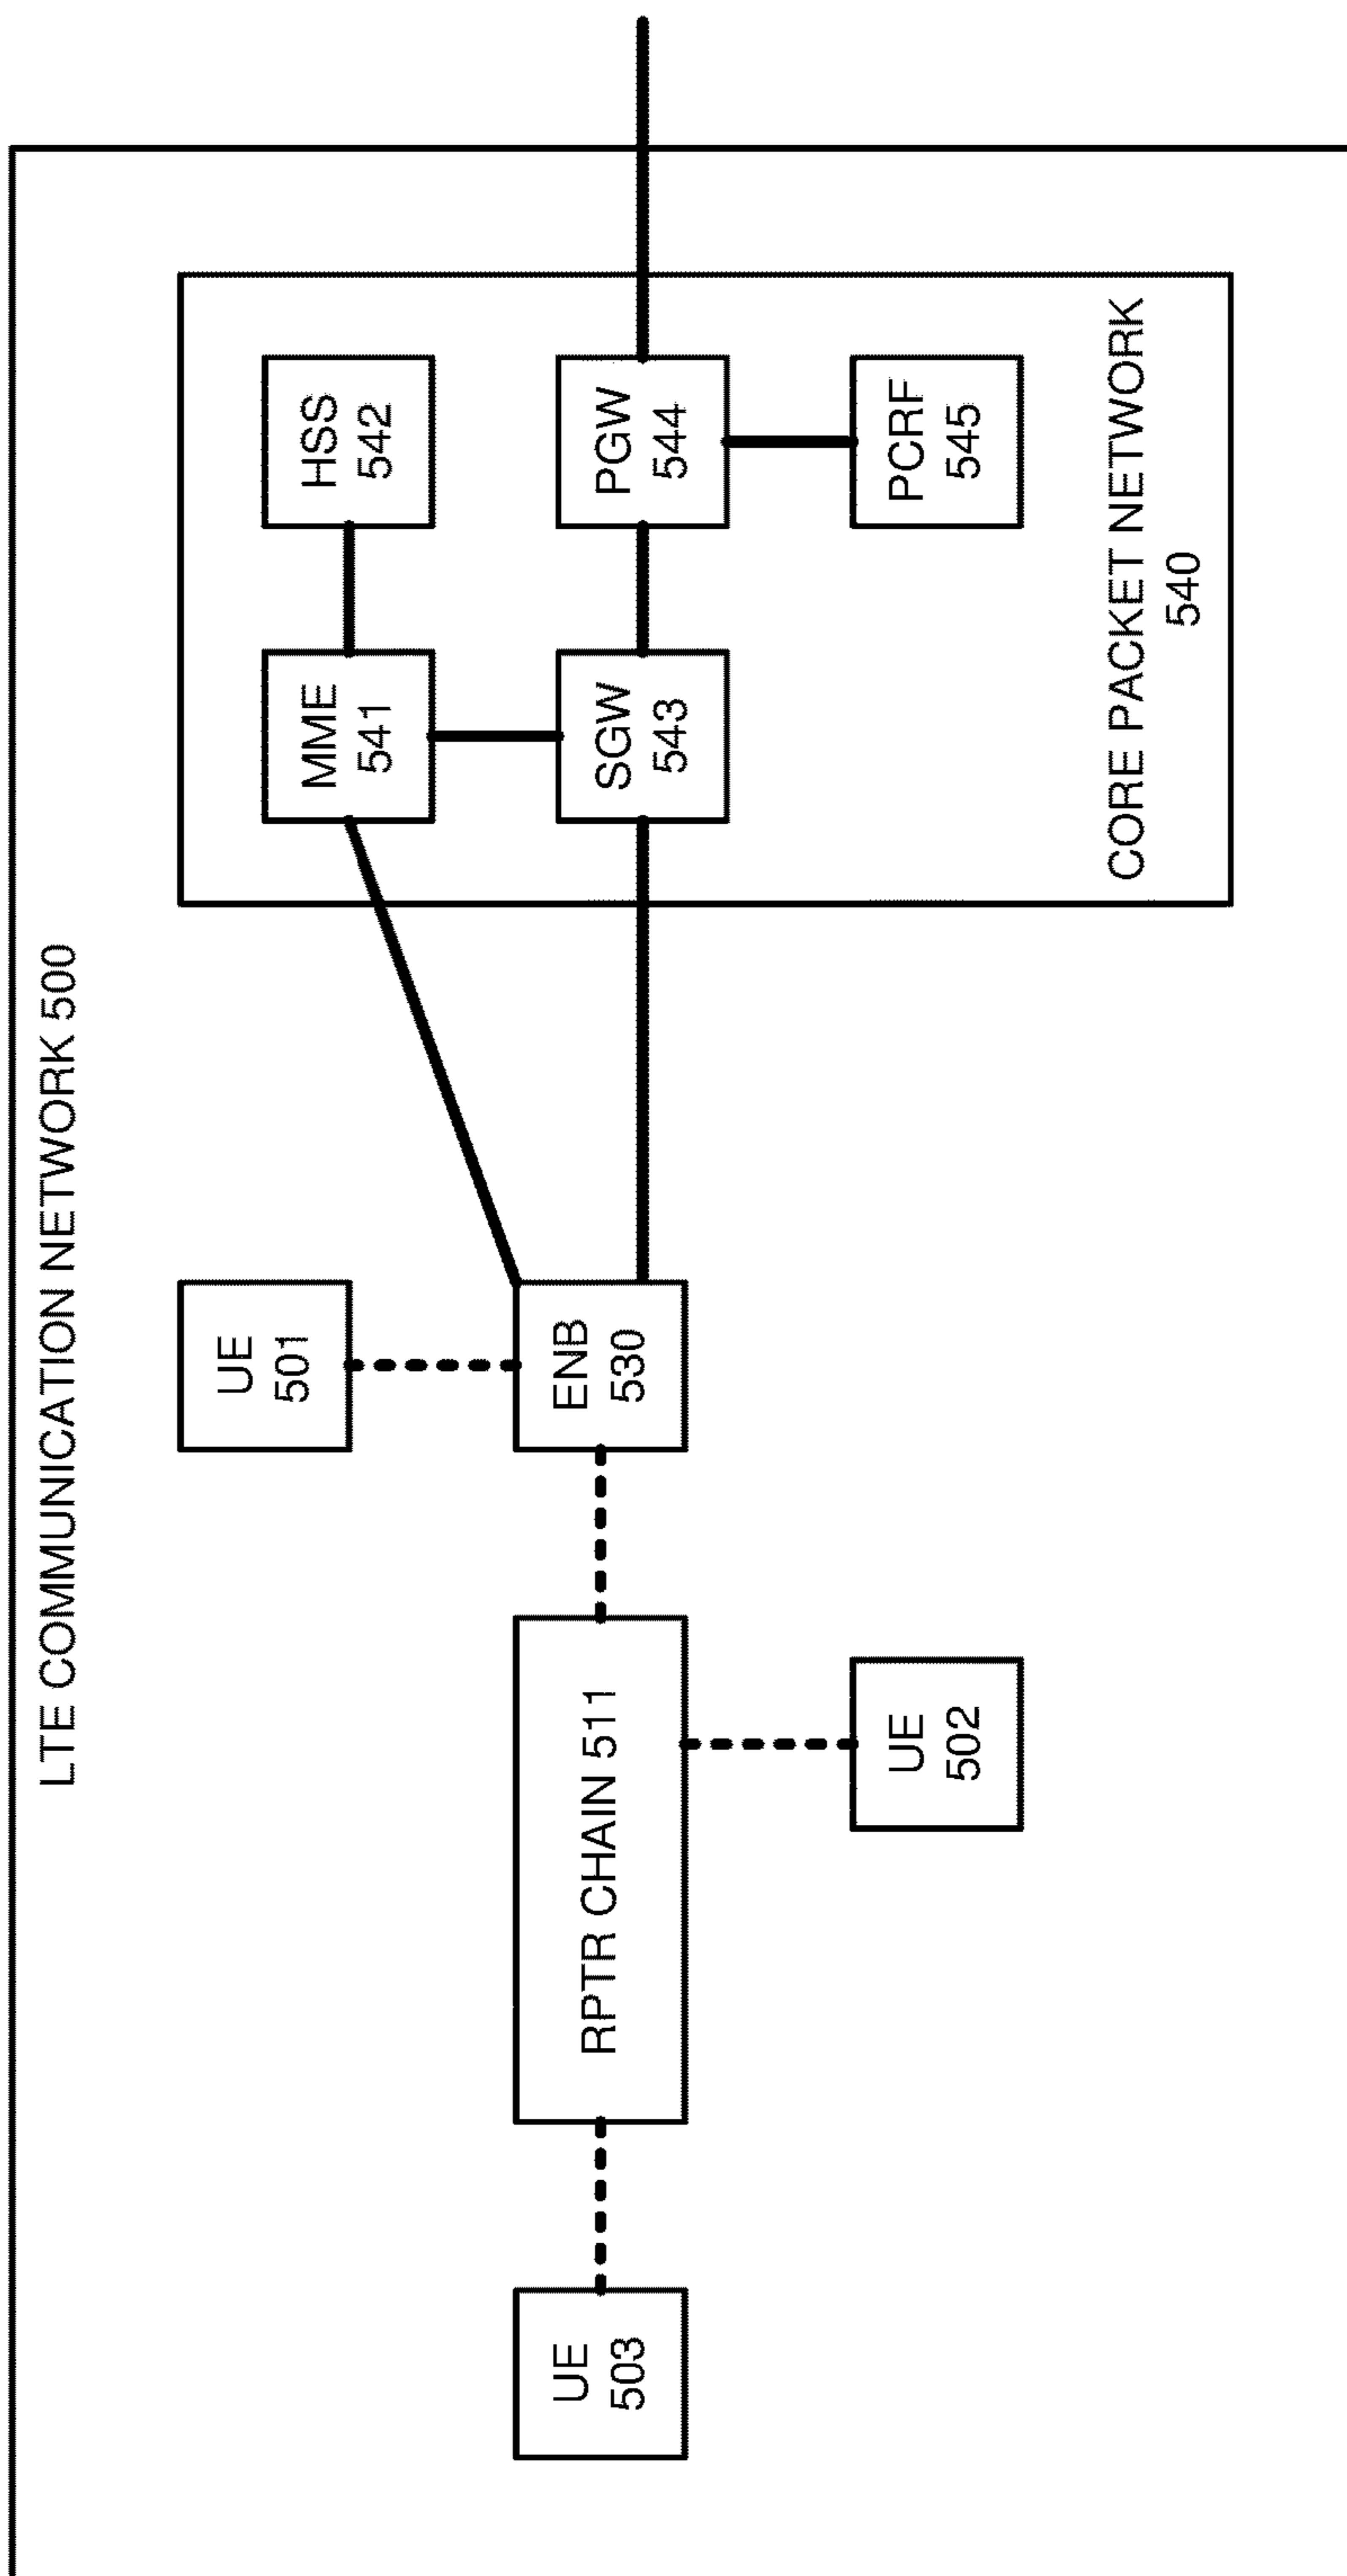 LTE COMMUNICATION NETWORK 500
UE
501
MME
541
HSS
542
UE
503
RPTR CHAIN 511
ENB
530
SGW
543
PGW
544
UE
502
PCRF
545
CORE PACKET NETWORK
540